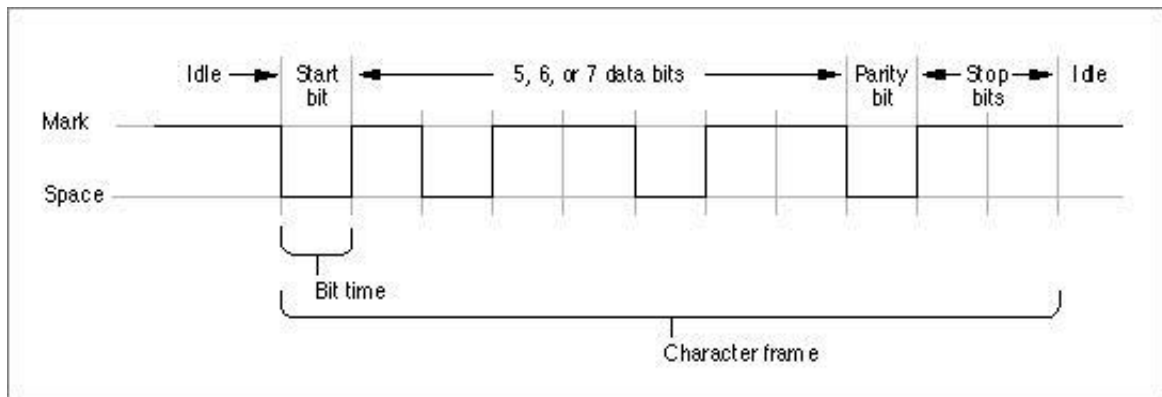 Idle
Start
bit
5, 6, or 7 data bits
Parity
bit
Stop
bits
Idle
Mark
Space
Bit time
Character frame